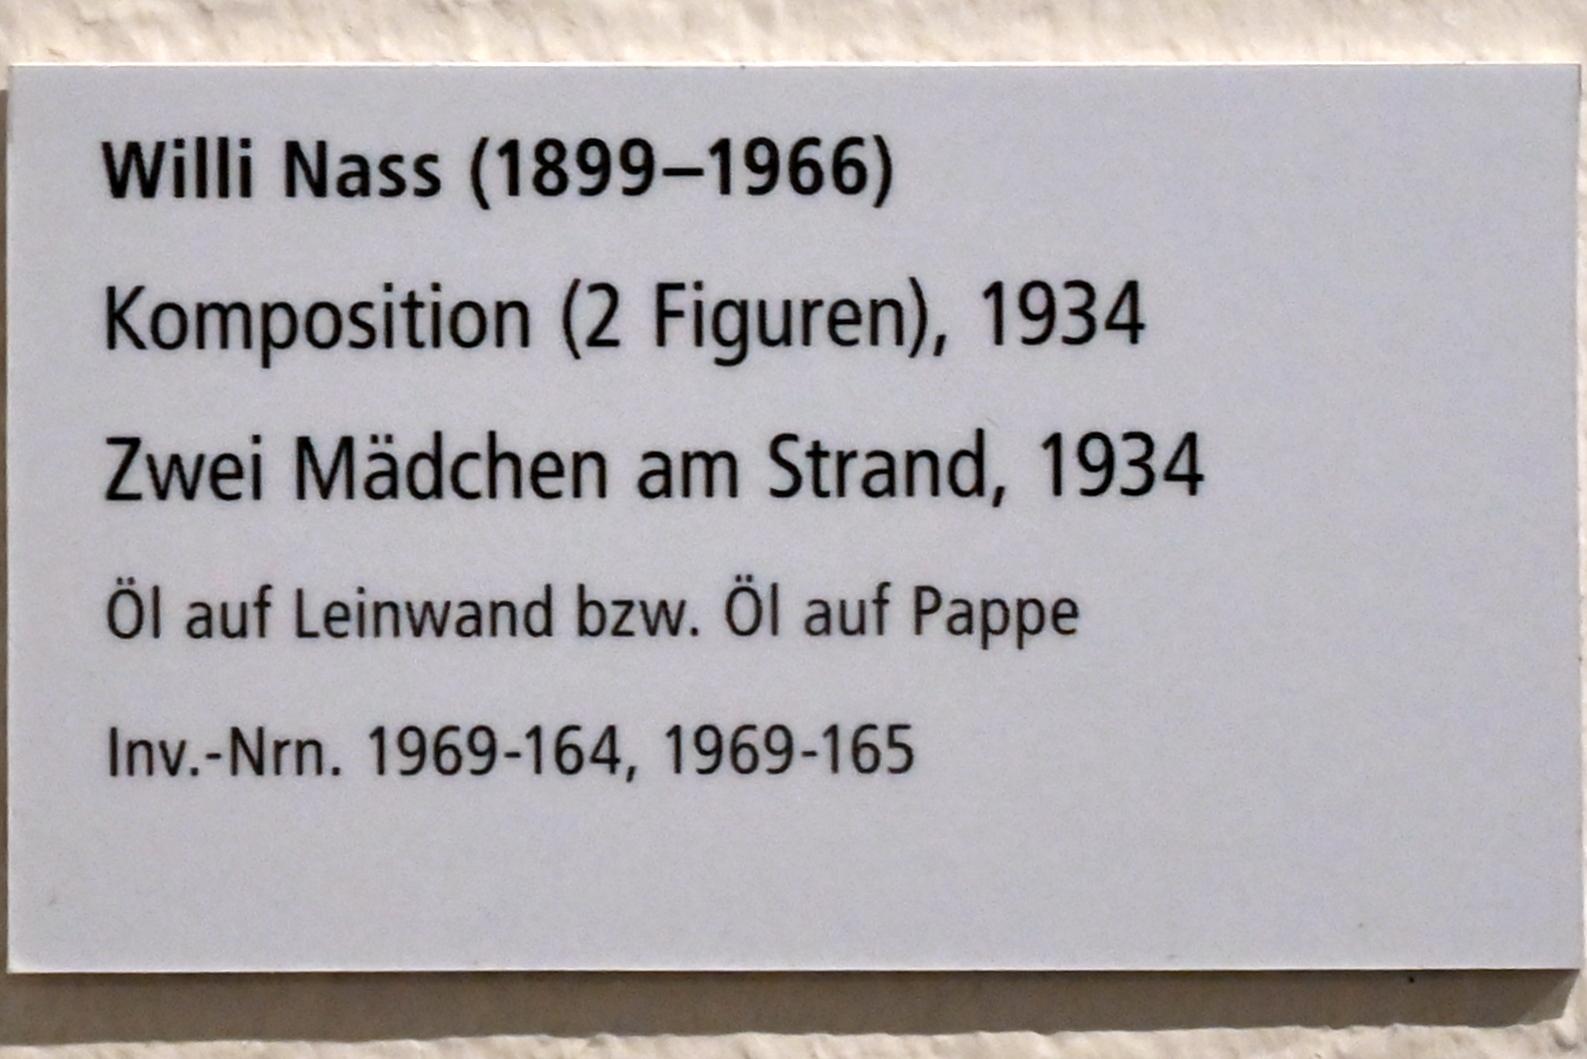 Willi Nass (1899–1966)
Komposition (2 Figuren), 1934
Zwei Mädchen am Strand, 1934
Öl auf Leinwand bzw. Öl auf Pappe
Inv.-Nrn. 1969-164, 1969-165